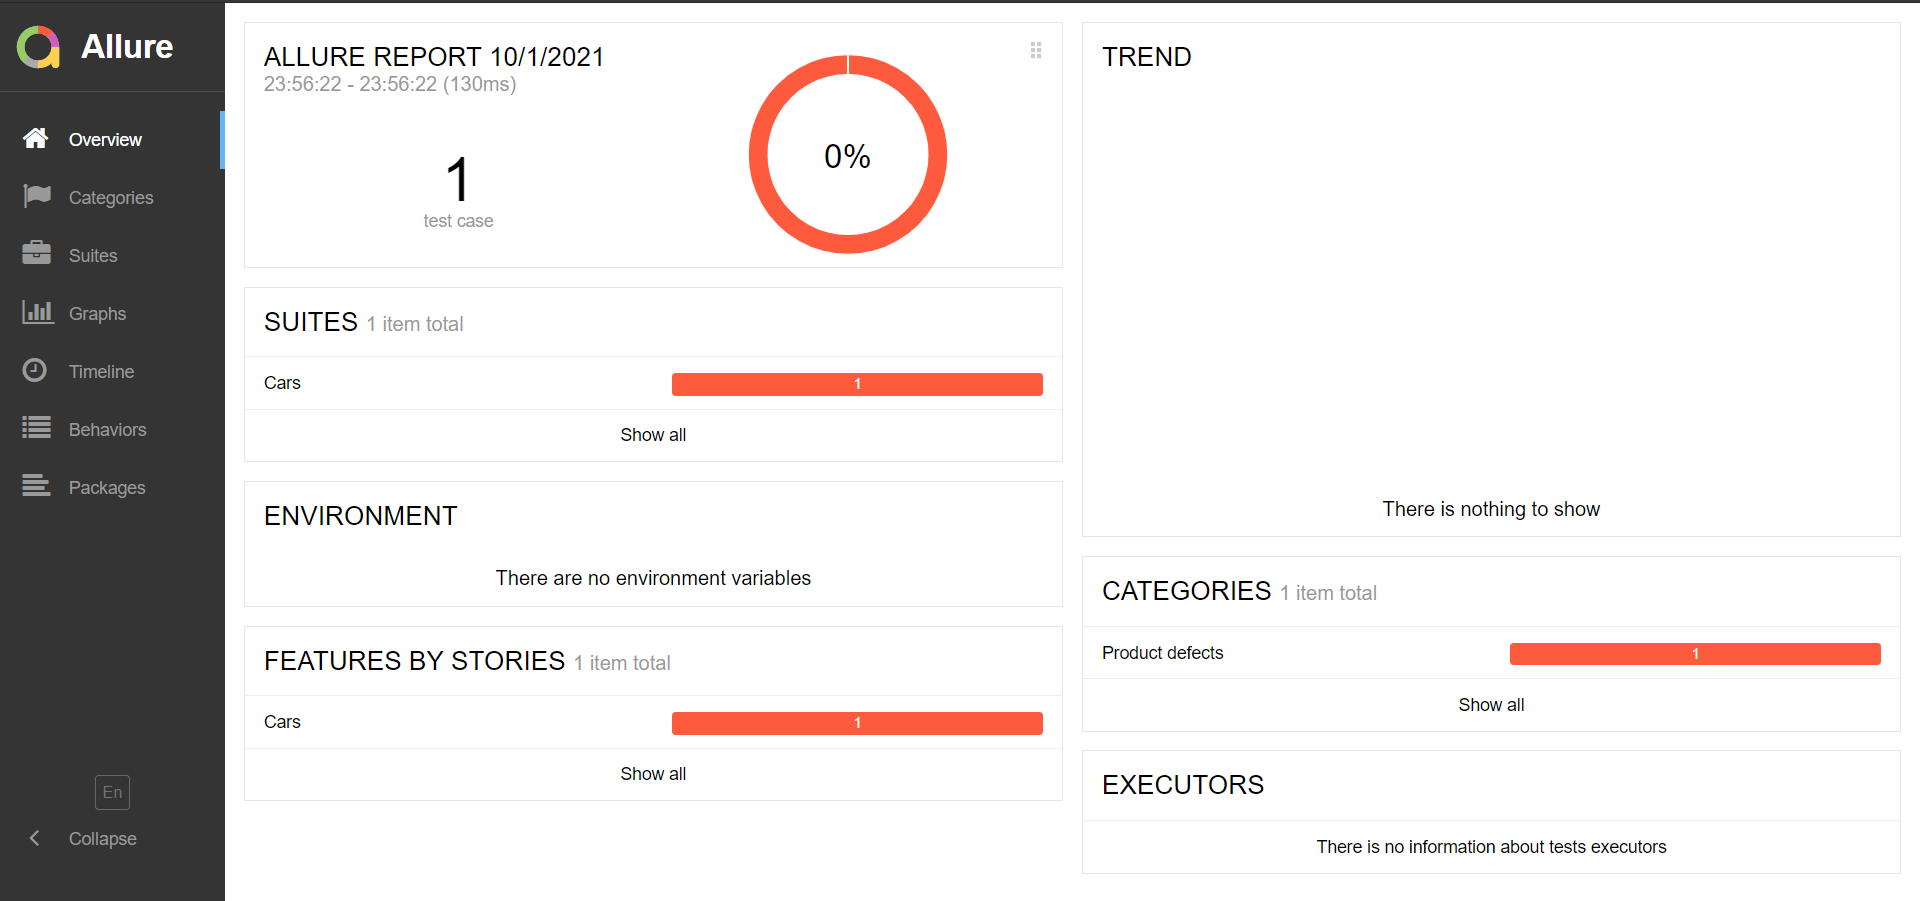 Allure
Overview
Categories
Suites
Graphs
Timeline
Behaviors
Packages
En
Collapse
ALLURE REPORT 10/1/2021
23:56:22 - 23:56:22 (130ms)
1
test case
0%
SUITES 1 item total
Cars 1
Show all
ENVIRONMENT
There are no environment variables
FEATURES BY STORIES 1 item total
Cars 1
Show all
TREND
There is nothing to show
CATEGORIES 1 item total
Product defects 1
Show all
EXECUTORS
There is no information about tests executors